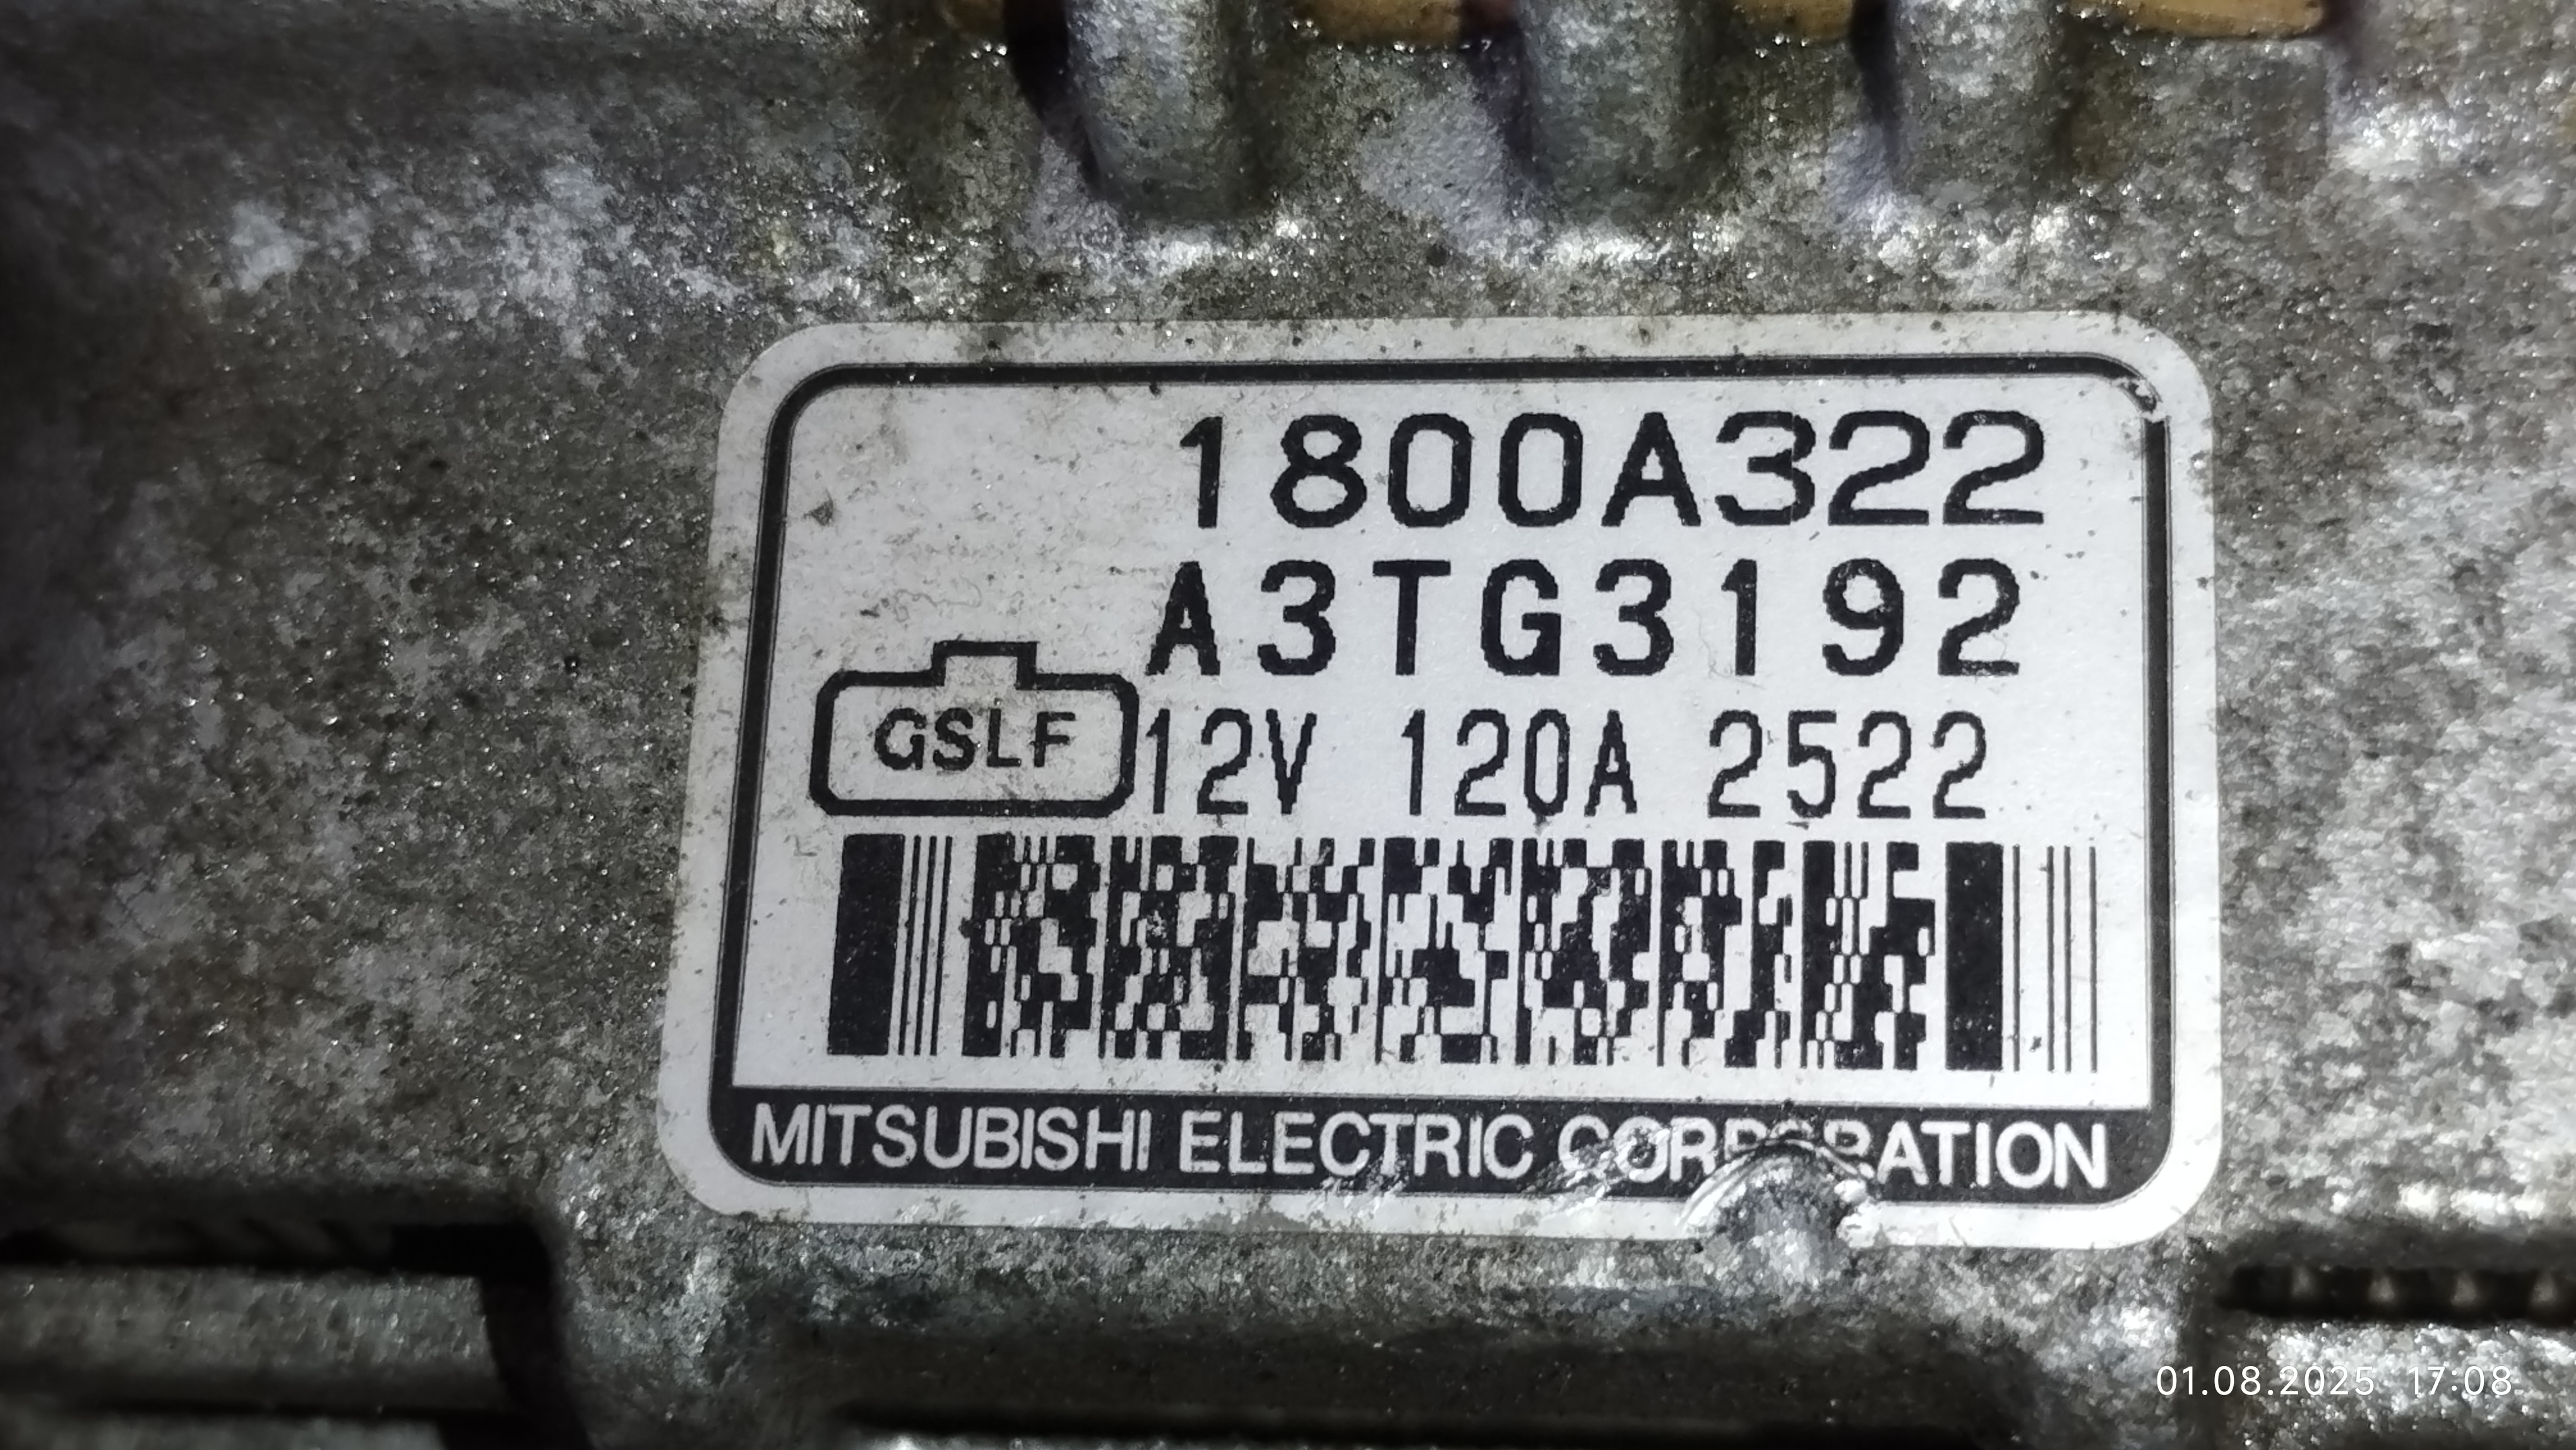 1800A322
A3TG3192
GSLF 12V 120A 2522
MITSUBISHI ELECTRIC CORPORATION
01.08.2025 17:08